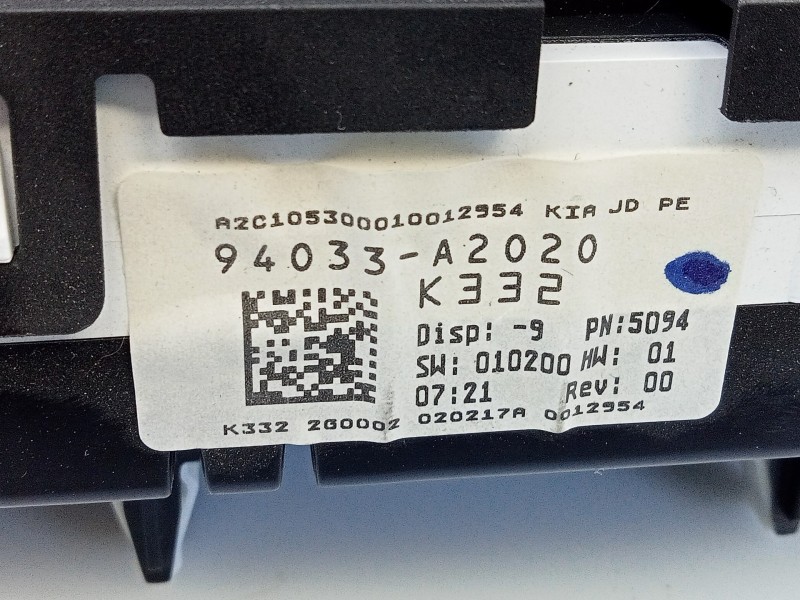 A2C105300010012954 KIA JD PE
94033-A2020
K332
Disp: -9 PN:5094
SW: 010200 HW: 01
07:21 Rev: 00
K332 2G0002 020217A 0012954